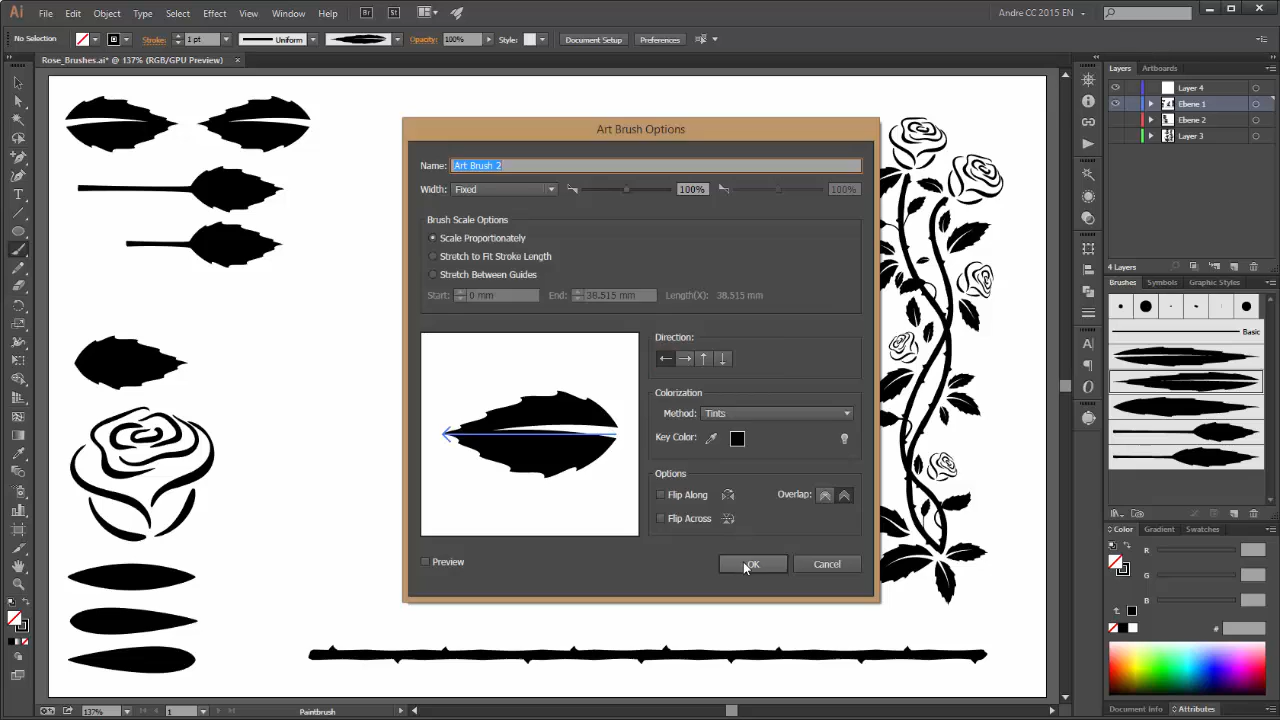 Ai File Edit Object Type Select Effect View Window Help Br St Andre CC 2015 EN
No Selection Stroke: 1 pt Uniform Opacity: 100% Style: Document Setup Preferences
Rose_Brushes.ai* @ 137% (RGB/GPU Preview) ×
Layers Artboards
Layer 4
Ebene 1
Ebene 2
Layer 3
4 Layers
Brushes Symbols Graphic Styles
Basic
Color Gradient Swatches
R
G
B
#
Document Info Attributes
Art Brush Options
Name: Art Brush 2
Width: Fixed 100% 100%
Brush Scale Options
Scale Proportionately
Stretch to Fit Stroke Length
Stretch Between Guides
Start: 0 mm End: 38.515 mm Length(X): 38.515 mm
Direction:
Colorization
Method: Tints
Key Color:
Options
Flip Along Overlap:
Flip Across
Preview OK Cancel
137% 1 Paintbrush